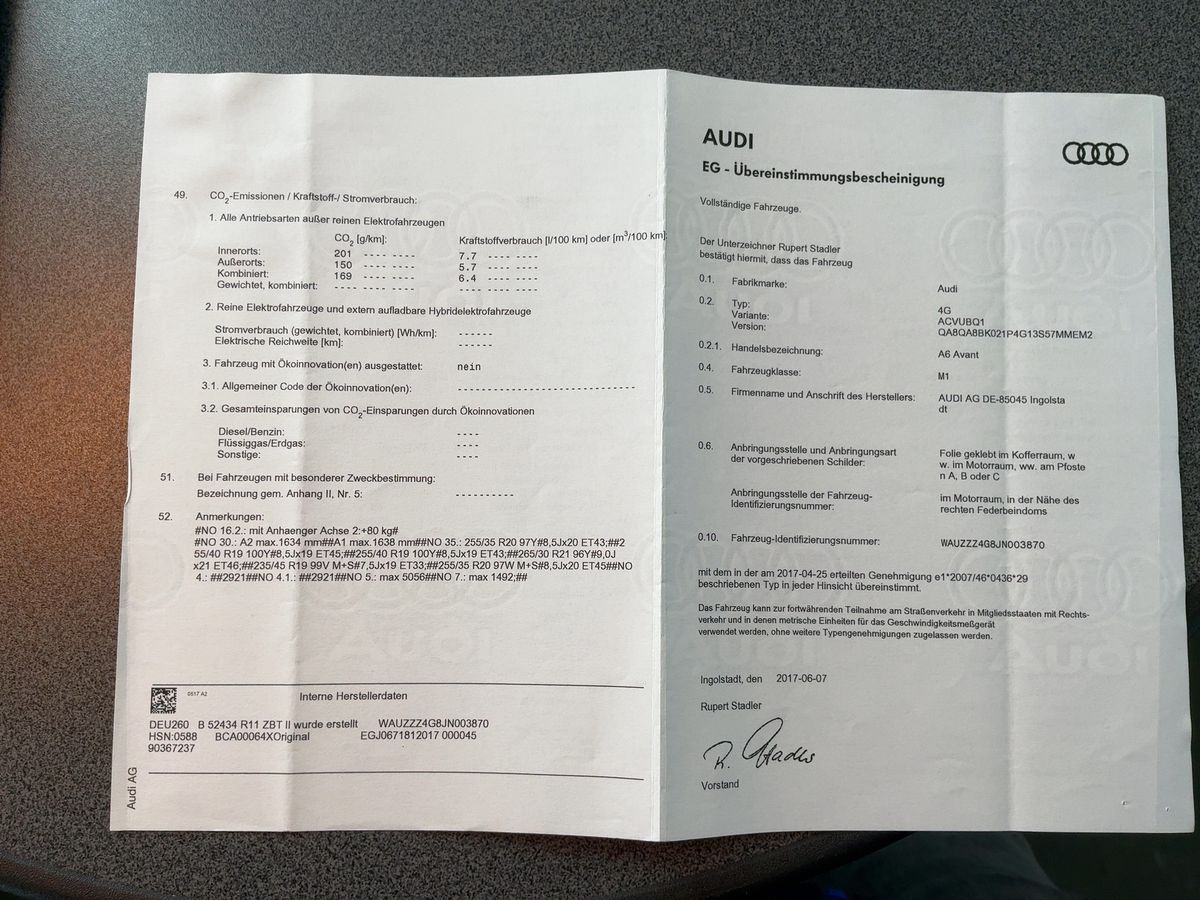 49. CO2-Emissionen / Kraftstoff-/ Stromverbrauch:
1. Alle Antriebsarten außer reinen Elektrofahrzeugen
CO2 [g/km]: Kraftstoffverbrauch [l/100 km] oder [m³/100 km]:
Innerorts: 201 ---- ---- 7.7 ---- ----
Außerorts: 150 ---- ---- 5.7 ---- ----
Kombiniert: 169 ---- ---- 6.4 ---- ----
Gewichtet, kombiniert: ---- ---- ---- ---- ---- ----
2. Reine Elektrofahrzeuge und extern aufladbare Hybridelektrofahrzeuge
Stromverbrauch (gewichtet, kombiniert) [Wh/km]: ------
Elektrische Reichweite [km]: ------
3. Fahrzeug mit Ökoinnovation(en) ausgestattet: nein
3.1. Allgemeiner Code der Ökoinnovation(en): ------------------------------
3.2. Gesamteinsparungen von CO2-Einsparungen durch Ökoinnovationen
Diesel/Benzin: ----
Flüssiggas/Erdgas: ----
Sonstige: ----
51. Bei Fahrzeugen mit besonderer Zweckbestimmung:
Bezeichnung gem. Anhang II, Nr. 5: ----------
52. Anmerkungen:
#NO 16.2.: mit Anhaenger Achse 2:+80 kg#
#NO 30.: A2 max.1634 mm##A1 max.1638 mm##NO 35.: 255/35 R20 97Y#8,5Jx20 ET43;##2
55/40 R19 100Y#8,5Jx19 ET45;##255/40 R19 100Y#8,5Jx19 ET43;##265/30 R21 96Y#9,0J
x21 ET46;##235/45 R19 99V M+S#7,5Jx19 ET33;##255/35 R20 97W M+S#8,5Jx20 ET45##NO
4.: ##2921##NO 4.1.: ##2921##NO 5.: max 5056##NO 7.: max 1492;##
0517 A2
Interne Herstellerdaten
DEU260 B 52434 R11 ZBT II wurde erstellt WAUZZZ4G8JN003870
HSN:0588 BCA00064XOriginal EGJ0671812017 000045
90367237
Audi AG
AUDI
EG - Übereinstimmungsbescheinigung
Vollständige Fahrzeuge.
Der Unterzeichner Rupert Stadler
bestätigt hiermit, dass das Fahrzeug
0.1. Fabrikmarke: Audi
0.2. Typ: 4G
Variante: ACVUBQ1
Version: QA8QA8BK021P4G13S57MMEM2
0.2.1. Handelsbezeichnung: A6 Avant
0.4. Fahrzeugklasse: M1
0.5. Firmenname und Anschrift des Herstellers: AUDI AG DE-85045 Ingolsta
dt
0.6. Anbringungsstelle und Anbringungsart Folie geklebt im Kofferraum, w
der vorgeschriebenen Schilder: w. im Motorraum, ww. am Pfoste
n A, B oder C
Anbringungsstelle der Fahrzeug- im Motorraum, in der Nähe des
Identifizierungsnummer: rechten Federbeindoms
0.10. Fahrzeug-Identifizierungsnummer: WAUZZZ4G8JN003870
mit dem in der am 2017-04-25 erteilten Genehmigung e1*2007/46*0436*29
beschriebenen Typ in jeder Hinsicht übereinstimmt.
Das Fahrzeug kann zur fortwährenden Teilnahme am Straßenverkehr in Mitgliedsstaaten mit Rechts-
verkehr und in denen metrische Einheiten für das Geschwindigkeitsmeßgerät
verwendet werden, ohne weitere Typengenehmigungen zugelassen werden.
Ingolstadt, den 2017-06-07
Rupert Stadler
R. Stadler
Vorstand